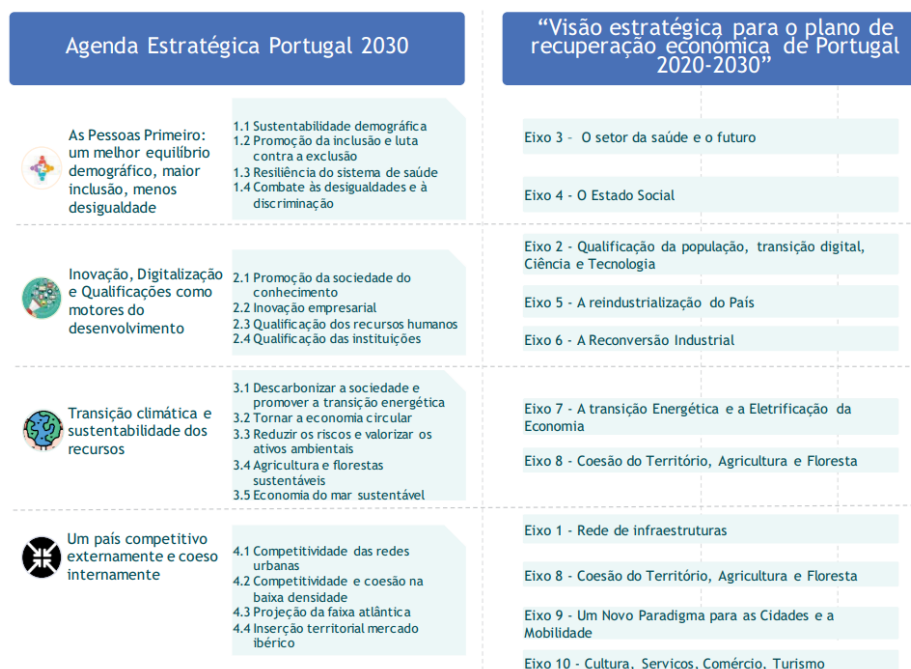 Agenda Estratégica Portugal 2030
“Visão estratégica para o plano de
recuperação económica de Portugal
2020-2030”
As Pessoas Primeiro:
um melhor equilíbrio
demográfico, maior
inclusão, menos
desigualdade
1.1 Sustentabilidade demográfica
1.2 Promoção da inclusão e luta
contra a exclusão
1.3 Resiliência do sistema de saúde
1.4 Combate às desigualdades e à
discriminação
Eixo 3 - O setor da saúde e o futuro
Eixo 4 - O Estado Social
Inovação, Digitalização
e Qualificações como
motores do
desenvolvimento
2.1 Promoção da sociedade do
conhecimento
2.2 Inovação empresarial
2.3 Qualificação dos recursos humanos
2.4 Qualificação das instituições
Eixo 2 - Qualificação da população, transição digital,
Ciência e Tecnologia
Eixo 5 - A reindustrialização do País
Eixo 6 - A Reconversão Industrial
Transição climática e
sustentabilidade dos
recursos
3.1 Descarbonizar a sociedade e
promover a transição energética
3.2 Tornar a economia circular
3.3 Reduzir os riscos e valorizar os
ativos ambientais
3.4 Agricultura e florestas
sustentáveis
3.5 Economia do mar sustentável
Eixo 7 - A transição Energética e a Eletrificação da
Economia
Eixo 8 - Coesão do Território, Agricultura e Floresta
Um país competitivo
externamente e coeso
internamente
4.1 Competitividade das redes
urbanas
4.2 Competitividade e coesão na
baixa densidade
4.3 Projeção da faixa atlântica
4.4 Inserção territorial mercado
ibérico
Eixo 1 - Rede de infraestruturas
Eixo 8 - Coesão do Território, Agricultura e Floresta
Eixo 9 - Um Novo Paradigma para as Cidades e a
Mobilidade
Eixo 10 - Cultura, Serviços, Comércio, Turismo